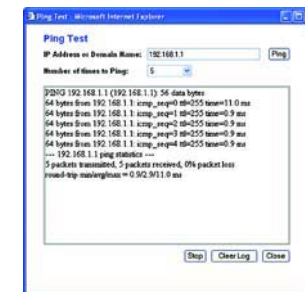 Ping Test - Microsoft Internet Explorer
Ping Test
IP Address or Domain Name: 192.168.1.1 Ping
Number of times to Ping: 5
PING 192.168.1.1 (192.168.1.1): 56 data bytes
64 bytes from 192.168.1.1: icmp_seq=0 ttl=255 time=11.0 ms
64 bytes from 192.168.1.1: icmp_seq=1 ttl=255 time=0.9 ms
64 bytes from 192.168.1.1: icmp_seq=2 ttl=255 time=0.9 ms
64 bytes from 192.168.1.1: icmp_seq=3 ttl=255 time=0.9 ms
64 bytes from 192.168.1.1: icmp_seq=4 ttl=255 time=0.9 ms
--- 192.168.1.1 ping statistics ---
5 packets transmitted, 5 packets received, 0% packet loss
round-trip min/avg/max = 0.9/2.9/11.0 ms
Stop Clear Log Close